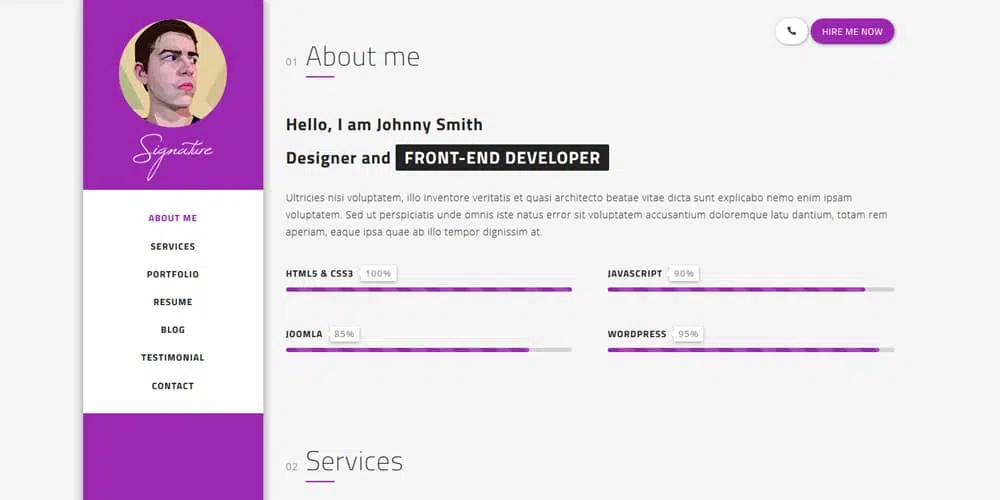 Signature
ABOUT ME
SERVICES
PORTFOLIO
RESUME
BLOG
TESTIMONIAL
CONTACT
HIRE ME NOW
01 About me
Hello, I am Johnny Smith
Designer and FRONT-END DEVELOPER
Ultricies nisi voluptatem, illo inventore veritatis et quasi architecto beatae vitae dicta sunt explicabo nemo enim ipsam
voluptatem. Sed ut perspiciatis unde omnis iste natus error sit voluptatem accusantium doloremque latu dantium, totam rem
aperiam, eaque ipsa quae ab illo tempor dignissim at.
HTML5 & CSS3 100%
JAVASCRIPT 90%
JOOMLA 85%
WORDPRESS 95%
02 Services